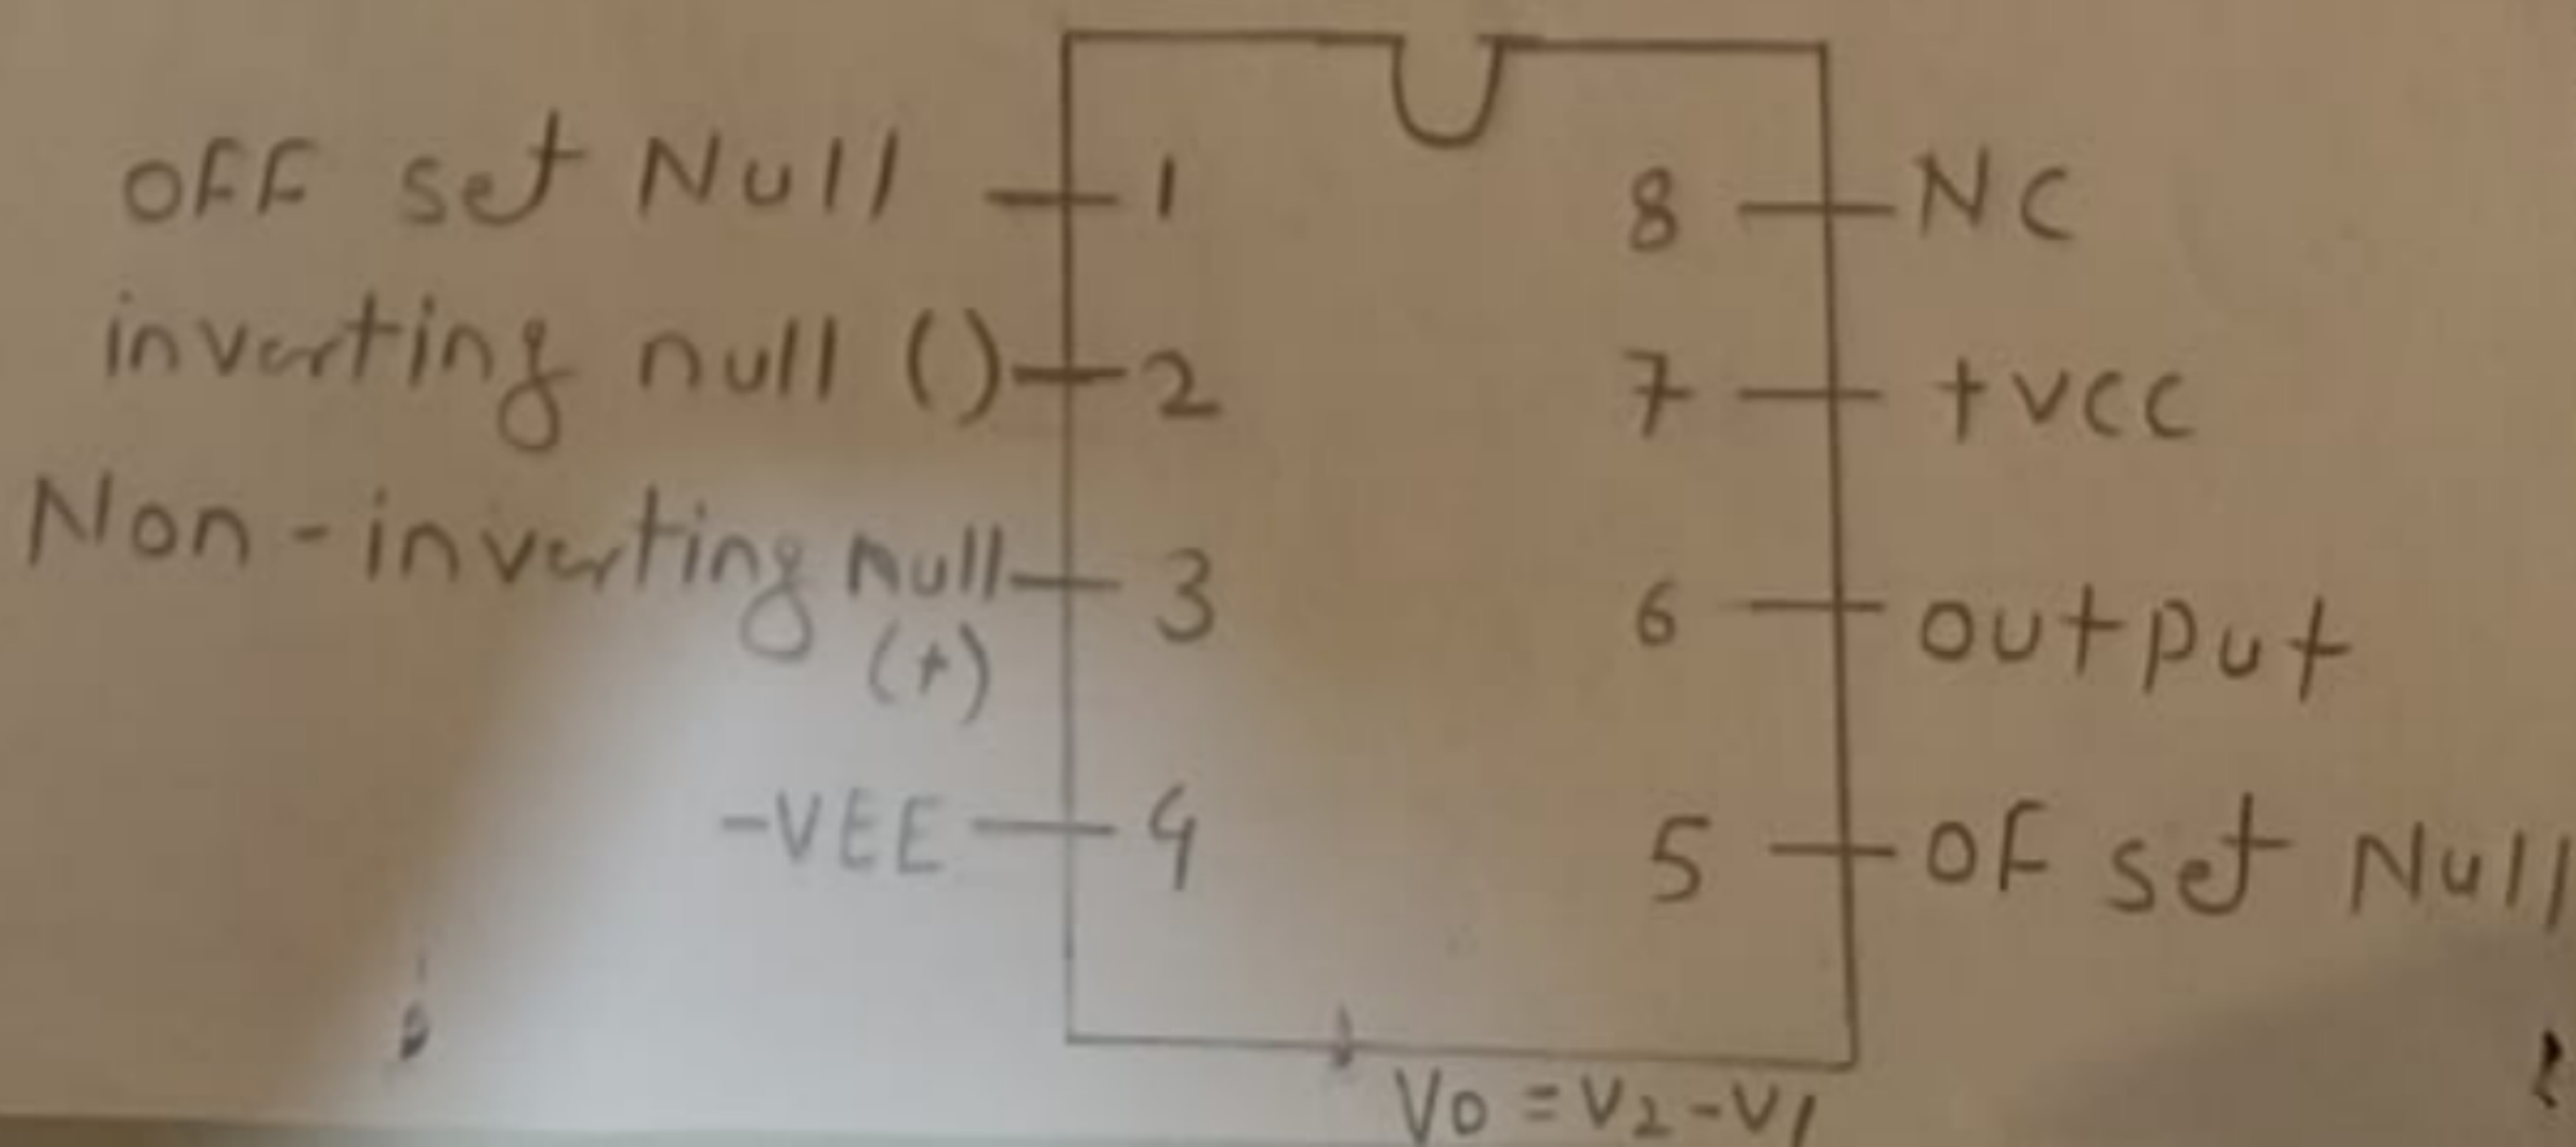 off set Null 1 8 NC
inverting null () 2 7 +VCC
Non-inverting null 3 6 output
(+)
-VEE 4 5 of set Null
Vo = V2 - V1